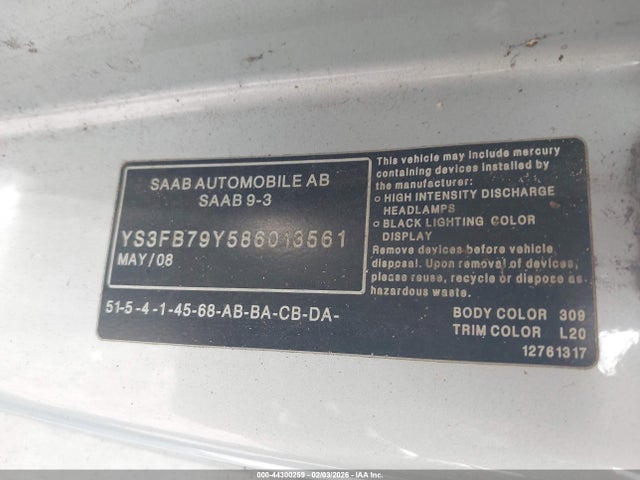 SAAB AUTOMOBILE AB
SAAB 9-3
YS3FB79Y586013561
MAY/08
51-5-4-1-45-68-AB-BA-CB-DA-
This vehicle may include mercury
containing devices installed by
the manufacturer:
○ HIGH INTENSITY DISCHARGE
HEADLAMPS
○ BLACK LIGHTING COLOR
DISPLAY
Remove devices before vehicle
disposal. Upon removal of devices,
please reuse, recycle or dispose as
hazardous waste.
BODY COLOR 309
TRIM COLOR L20
12761317
000-44300259 - 02/03/2026 - IAA Inc.